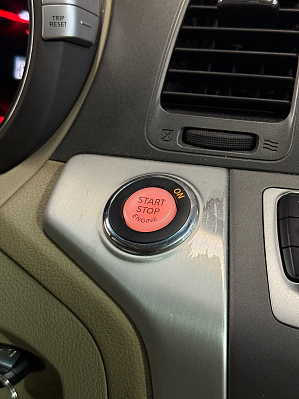 TRIP
RESET
ON
START
STOP
ENGINE